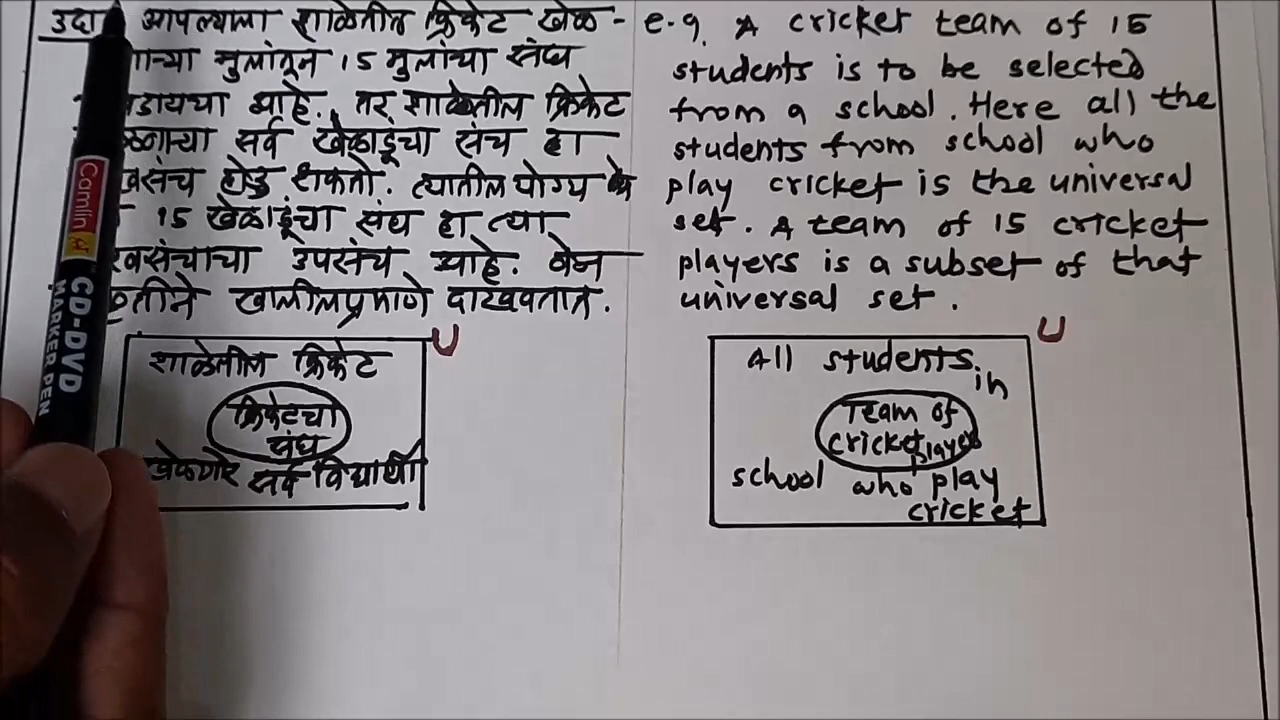 आपल्याला शाळेतील क्रिकेट खेळ -
मुलांतून 15 मुलांचा संघ
आहे. तर शाळेतील क्रिकेट
सर्व खेळाडूंचा संच हा
होऊ शकतो. त्यातील योग्य
15 खेळाडूंचा संघ हा त्या
उपसंच आहे. वेन
खालीलप्रमाणे दाखवतात.
U
शाळेतील क्रिकेट
क्रिकेटचा
संघ
खेळणारे सर्व विद्यार्थी
e.g. A cricket team of 15
students is to be selected
from a school. Here all the
students from school who
play cricket is the universal
set. A team of 15 cricket
players is a subset of that
universal set.
U
All students in
Team of
cricket player
school who play
cricket
Camlin
CD-DVD
MARKER PEN